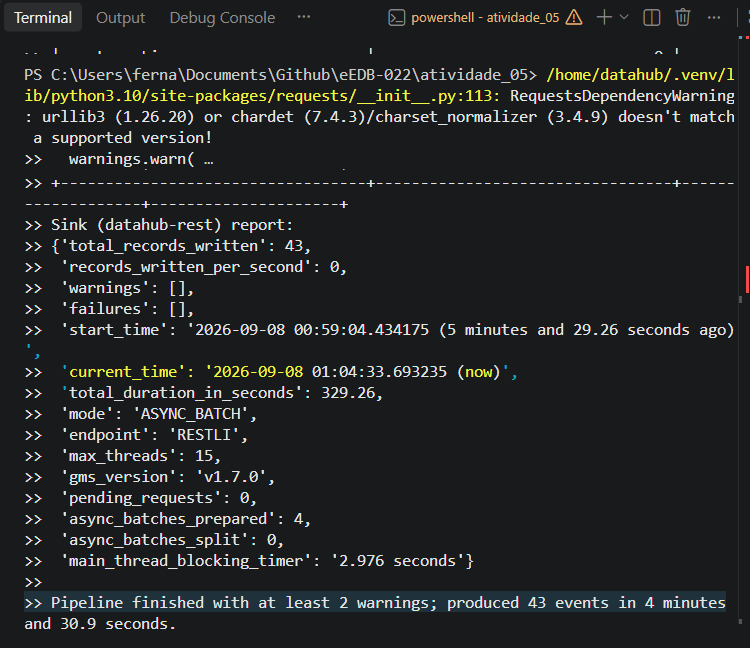 Terminal Output Debug Console ··· powershell - atividade_05
PS C:\Users\ferna\Documents\Github\eEDB-022\atividade_05> /home/datahub/.venv/l
ib/python3.10/site-packages/requests/__init__.py:113: RequestsDependencyWarning
: urllib3 (1.26.20) or chardet (7.4.3)/charset_normalizer (3.4.9) doesn't match
 a supported version!
>>   warnings.warn( …
>> +----------------------------------+---------------------------------+------
-------------+---------------------+
>> Sink (datahub-rest) report:
>> {'total_records_written': 43,
>>  'records_written_per_second': 0,
>>  'warnings': [],
>>  'failures': [],
>>  'start_time': '2026-09-08 00:59:04.434175 (5 minutes and 29.26 seconds ago)
',
>>  'current_time': '2026-09-08 01:04:33.693235 (now)',
>>  'total_duration_in_seconds': 329.26,
>>  'mode': 'ASYNC_BATCH',
>>  'endpoint': 'RESTLI',
>>  'max_threads': 15,
>>  'gms_version': 'v1.7.0',
>>  'pending_requests': 0,
>>  'async_batches_prepared': 4,
>>  'async_batches_split': 0,
>>  'main_thread_blocking_timer': '2.976 seconds'}
>>
>> Pipeline finished with at least 2 warnings; produced 43 events in 4 minutes
and 30.9 seconds.